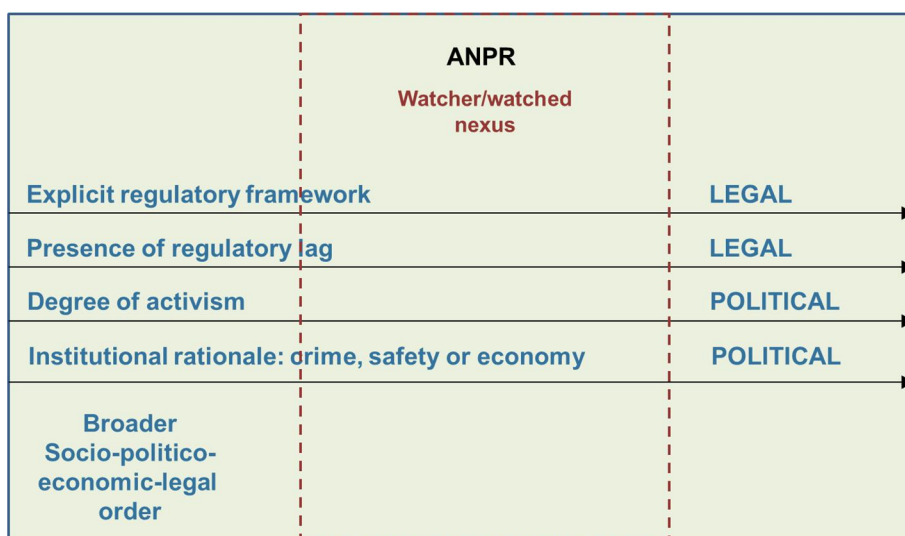 ANPR
Watcher/watched
nexus
Explicit regulatory framework LEGAL
Presence of regulatory lag LEGAL
Degree of activism POLITICAL
Institutional rationale: crime, safety or economy POLITICAL
Broader
Socio-politico-
economic-legal
order